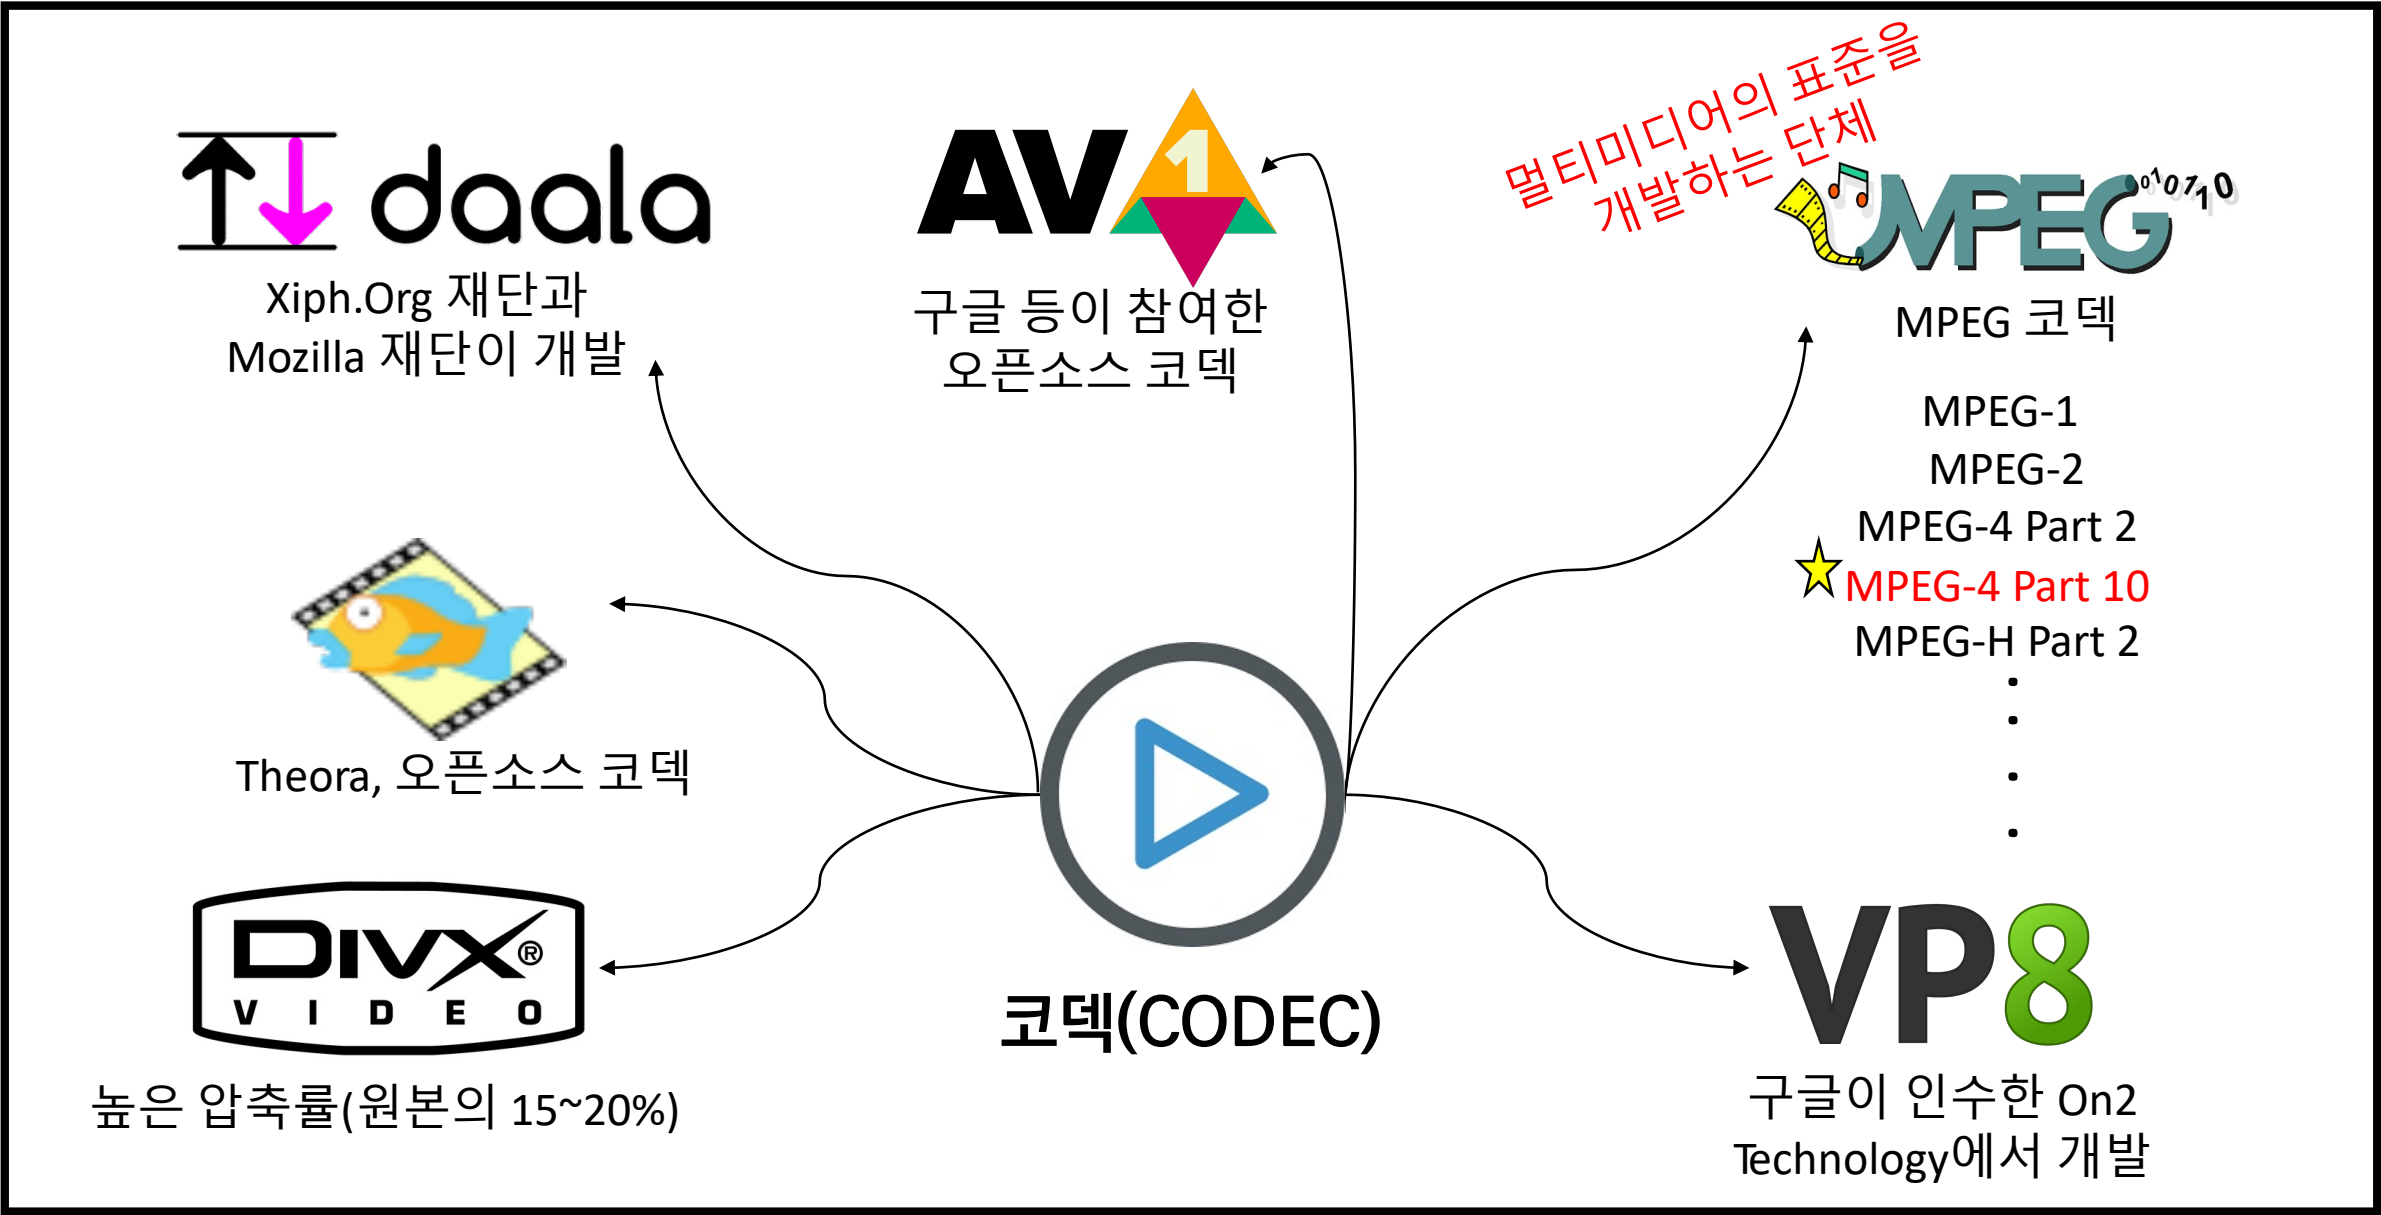 daala
Xiph.Org 재단과
Mozilla 재단이 개발
AV1
구글 등이 참여한
오픈소스 코덱
멀티미디어의 표준을
개발하는 단체
MPEG
010110
MPEG 코덱
MPEG-1
MPEG-2
MPEG-4 Part 2
MPEG-4 Part 10
MPEG-H Part 2
Theora, 오픈소스 코덱
DIVX®
VIDEO
높은 압축률(원본의 15~20%)
코덱(CODEC)
VP8
구글이 인수한 On2
Technology에서 개발